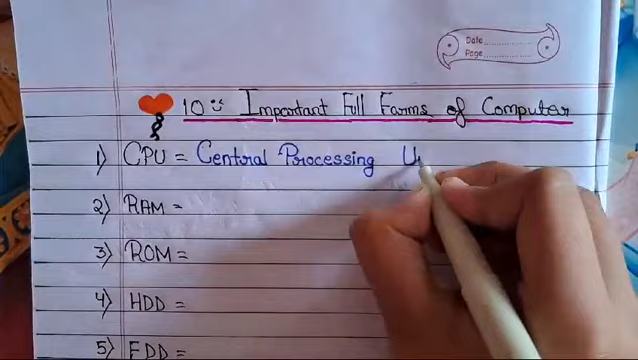 Date
Page
10 Important Full Farms of Computer
1) CPU = Central Processing U
2) RAM =
3) ROM =
4) HDD =
5) FDD =